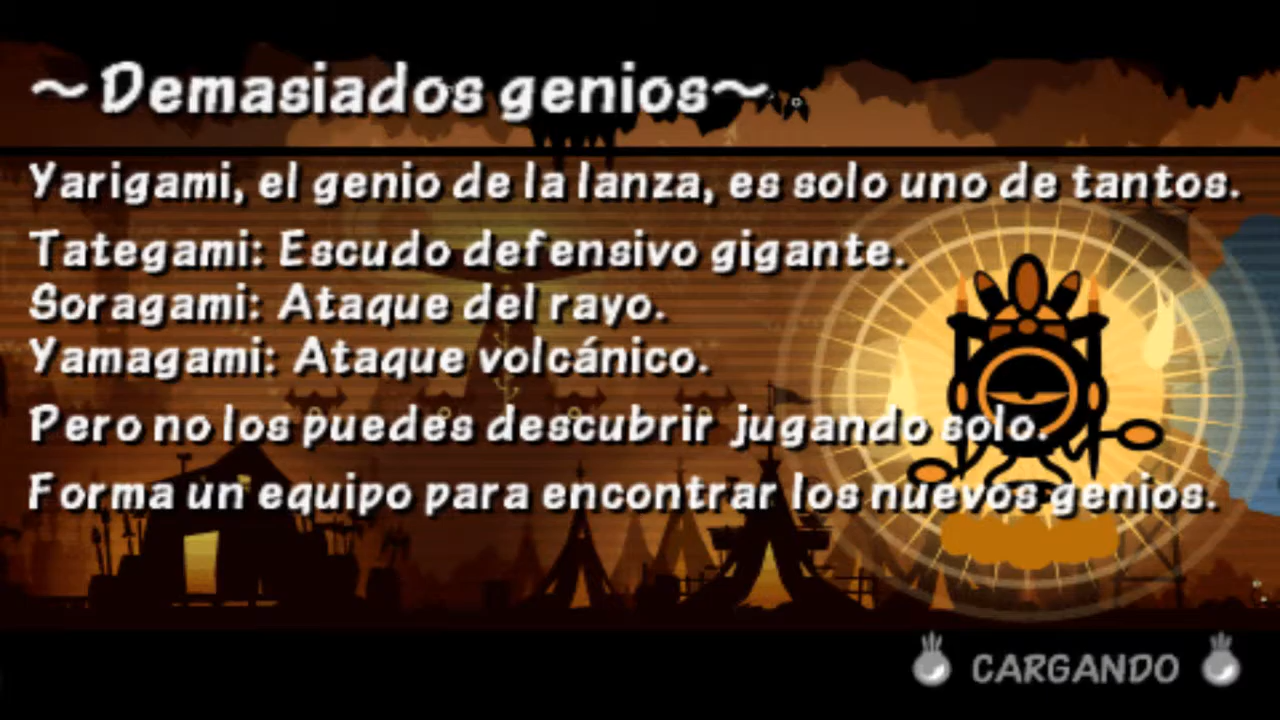 ～Demasiados genios～
Yarigami, el genio de la lanza, es solo uno de tantos.
Tategami: Escudo defensivo gigante.
Soragami: Ataque del rayo.
Yamagami: Ataque volcánico.
Pero no los puedes descubrir jugando solo.
Forma un equipo para encontrar los nuevos genios.
CARGANDO